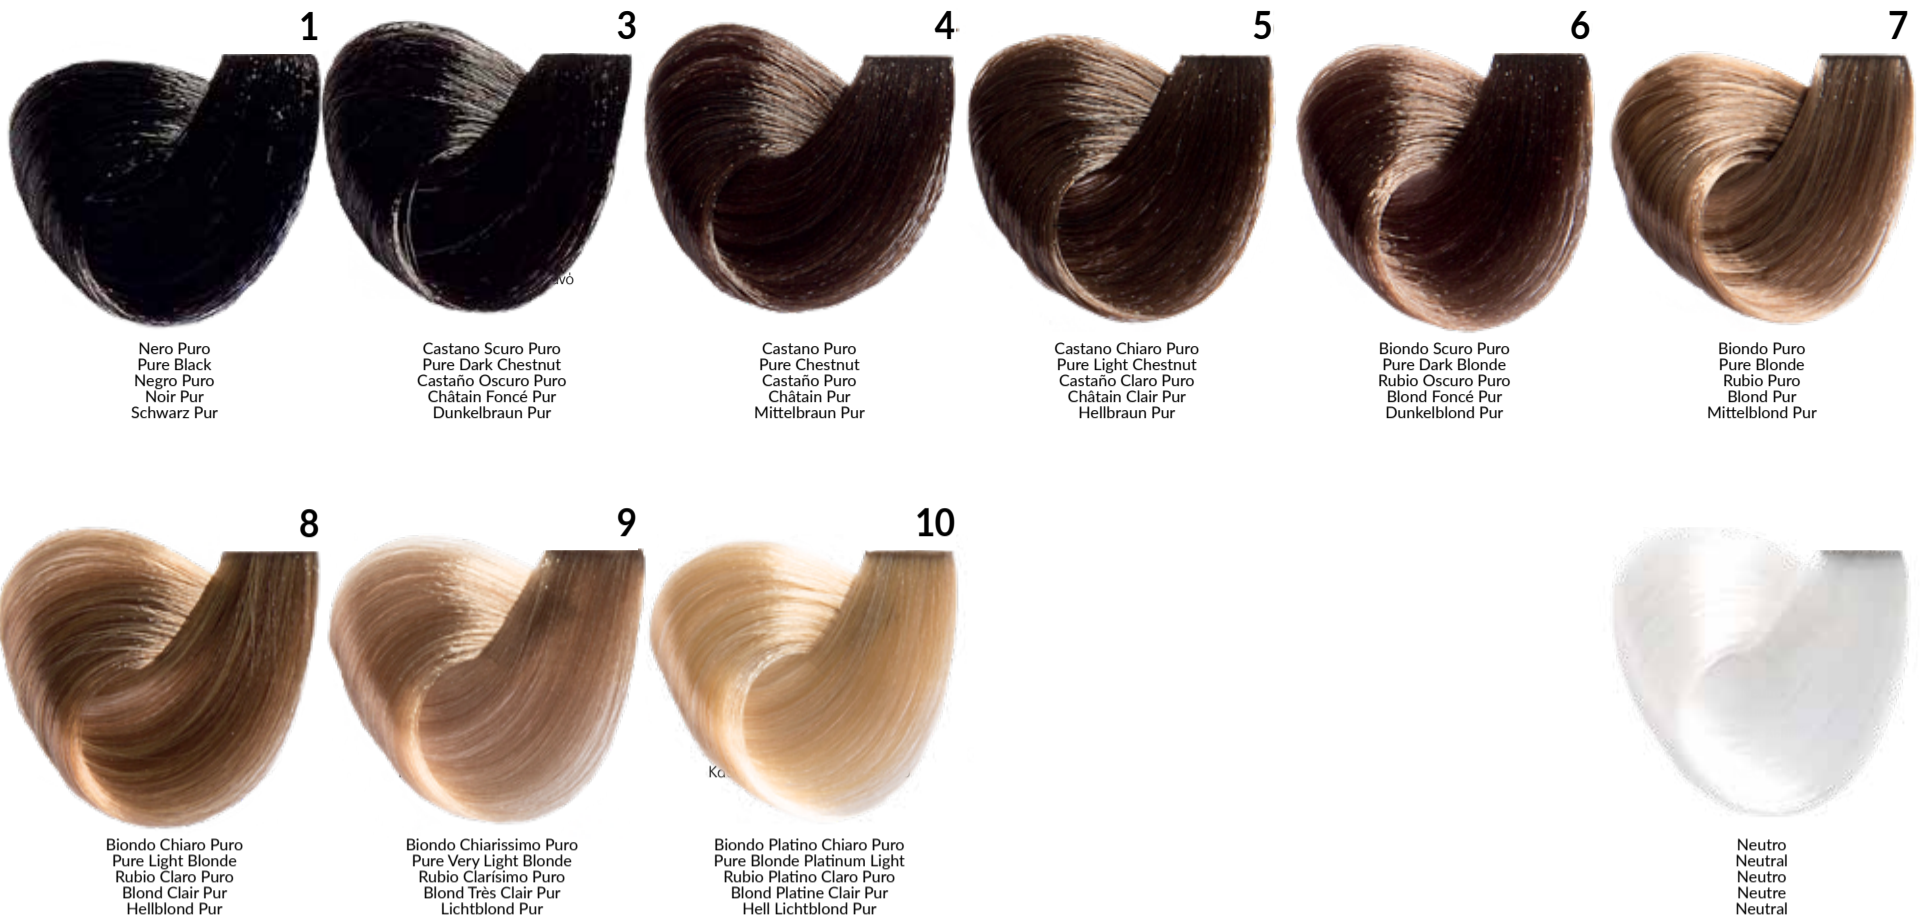 1
Nero Puro
Pure Black
Negro Puro
Noir Pur
Schwarz Pur
3
Castano Scuro Puro
Pure Dark Chestnut
Castaño Oscuro Puro
Châtain Foncé Pur
Dunkelbraun Pur
4
Castano Puro
Pure Chestnut
Castaño Puro
Châtain Pur
Mittelbraun Pur
5
Castano Chiaro Puro
Pure Light Chestnut
Castaño Claro Puro
Châtain Clair Pur
Hellbraun Pur
6
Biondo Scuro Puro
Pure Dark Blonde
Rubio Oscuro Puro
Blond Foncé Pur
Dunkelblond Pur
7
Biondo Puro
Pure Blonde
Rubio Puro
Blond Pur
Mittelblond Pur
8
Biondo Chiaro Puro
Pure Light Blonde
Rubio Claro Puro
Blond Clair Pur
Hellblond Pur
9
Biondo Chiarissimo Puro
Pure Very Light Blonde
Rubio Clarísimo Puro
Blond Très Clair Pur
Lichtblond Pur
10
Biondo Platino Chiaro Puro
Pure Blonde Platinum Light
Rubio Platino Claro Puro
Blond Platine Clair Pur
Hell Lichtblond Pur
Neutro
Neutral
Neutro
Neutre
Neutral